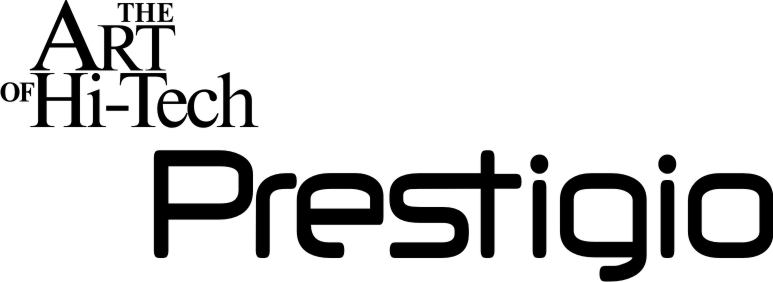 THE
ART
OF Hi-Tech
Prestigio